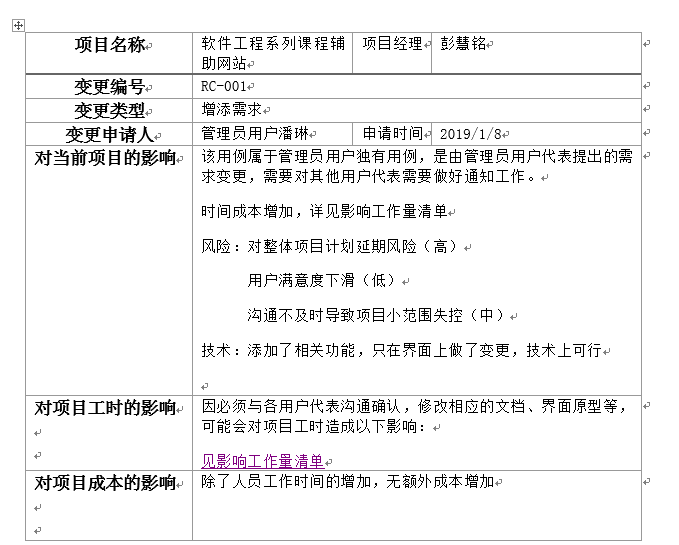 项目名称 软件工程系列课程辅 项目经理 彭慧铭
助网站
变更编号 RC-001
变更类型 增添需求
变更申请人 管理员用户潘琳 申请时间 2019/1/8
对当前项目的影响 该用例属于管理员用户独有用例，是由管理员用户代表提出的需
求变更，需要对其他用户代表需要做好通知工作。
时间成本增加，详见影响工作量清单
风险：对整体项目计划延期风险（高）
用户满意度下滑（低）
沟通不及时导致项目小范围失控（中）
技术：添加了相关功能，只在界面上做了变更，技术上可行
对项目工时的影响 因必须与各用户代表沟通确认，修改相应的文档、界面原型等，
可能会对项目工时造成以下影响：
见影响工作量清单
对项目成本的影响 除了人员工作时间的增加，无额外成本增加